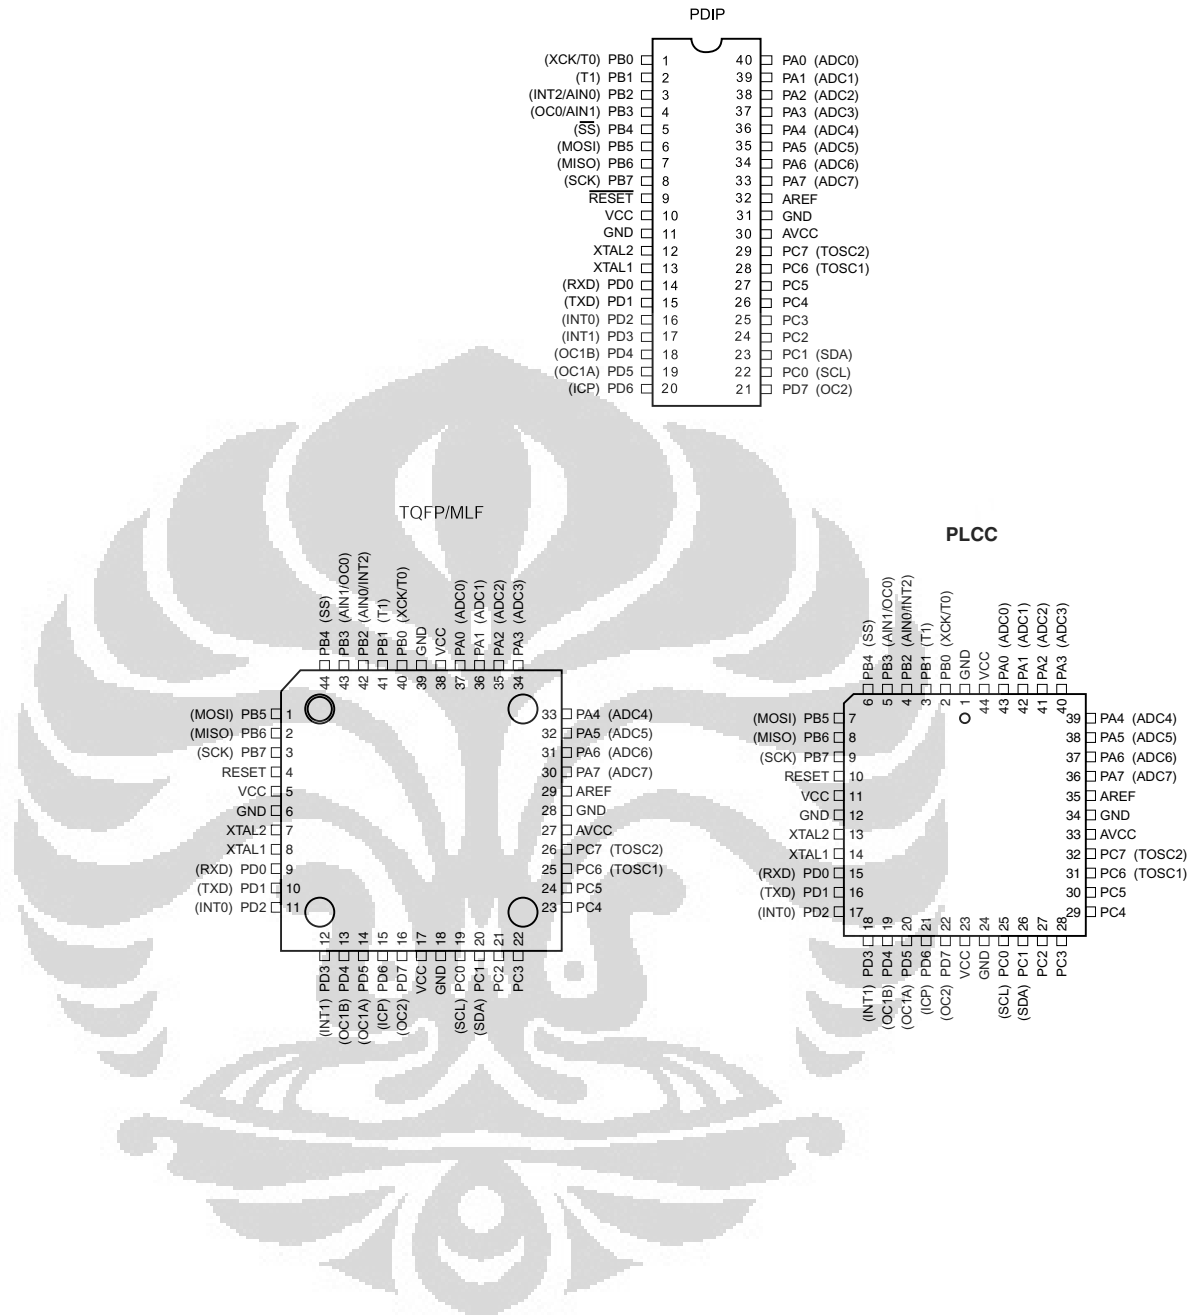 PDIP
(XCK/T0) PB0 1 40 PA0 (ADC0)
(T1) PB1 2 39 PA1 (ADC1)
(INT2/AIN0) PB2 3 38 PA2 (ADC2)
(OC0/AIN1) PB3 4 37 PA3 (ADC3)
(SS) PB4 5 36 PA4 (ADC4)
(MOSI) PB5 6 35 PA5 (ADC5)
(MISO) PB6 7 34 PA6 (ADC6)
(SCK) PB7 8 33 PA7 (ADC7)
RESET 9 32 AREF
VCC 10 31 GND
GND 11 30 AVCC
XTAL2 12 29 PC7 (TOSC2)
XTAL1 13 28 PC6 (TOSC1)
(RXD) PD0 14 27 PC5
(TXD) PD1 15 26 PC4
(INT0) PD2 16 25 PC3
(INT1) PD3 17 24 PC2
(OC1B) PD4 18 23 PC1 (SDA)
(OC1A) PD5 19 22 PC0 (SCL)
(ICP) PD6 20 21 PD7 (OC2)
TQFP/MLF
44 PB4 (SS)
43 PB3 (AIN1/OC0)
42 PB2 (AIN0/INT2)
41 PB1 (T1)
40 PB0 (XCK/T0)
39 GND
38 VCC
37 PA0 (ADC0)
36 PA1 (ADC1)
35 PA2 (ADC2)
34 PA3 (ADC3)
(MOSI) PB5 1 33 PA4 (ADC4)
(MISO) PB6 2 32 PA5 (ADC5)
(SCK) PB7 3 31 PA6 (ADC6)
RESET 4 30 PA7 (ADC7)
VCC 5 29 AREF
GND 6 28 GND
XTAL2 7 27 AVCC
XTAL1 8 26 PC7 (TOSC2)
(RXD) PD0 9 25 PC6 (TOSC1)
(TXD) PD1 10 24 PC5
(INT0) PD2 11 23 PC4
(INT1) PD3 12
(OC1B) PD4 13
(OC1A) PD5 14
(ICP) PD6 15
(OC2) PD7 16
VCC 17
GND 18
(SCL) PC0 19
(SDA) PC1 20
PC2 21
PC3 22
PLCC
6 PB4 (SS)
5 PB3 (AIN1/OC0)
4 PB2 (AIN0/INT2)
3 PB1 (T1)
2 PB0 (XCK/T0)
1 GND
44 VCC
43 PA0 (ADC0)
42 PA1 (ADC1)
41 PA2 (ADC2)
40 PA3 (ADC3)
(MOSI) PB5 7 39 PA4 (ADC4)
(MISO) PB6 8 38 PA5 (ADC5)
(SCK) PB7 9 37 PA6 (ADC6)
RESET 10 36 PA7 (ADC7)
VCC 11 35 AREF
GND 12 34 GND
XTAL2 13 33 AVCC
XTAL1 14 32 PC7 (TOSC2)
(RXD) PD0 15 31 PC6 (TOSC1)
(TXD) PD1 16 30 PC5
(INT0) PD2 17 29 PC4
(INT1) PD3 18
(OC1B) PD4 19
(OC1A) PD5 20
(ICP) PD6 21
(OC2) PD7 22
VCC 23
GND 24
(SCL) PC0 25
(SDA) PC1 26
PC2 27
PC3 28